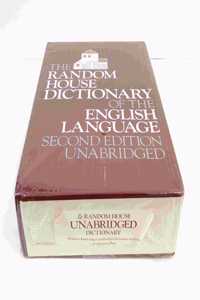 THE
RANDOM
HOUSE
DICTIONARY
OF THE
ENGLISH
LANGUAGE
SECOND EDITION
UNABRIDGED
RANDOM HOUSE
UNABRIDGED
DICTIONARY